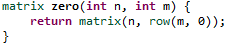 matrix zero(int n, int m) {
    return matrix(n, row(m, 0));
}